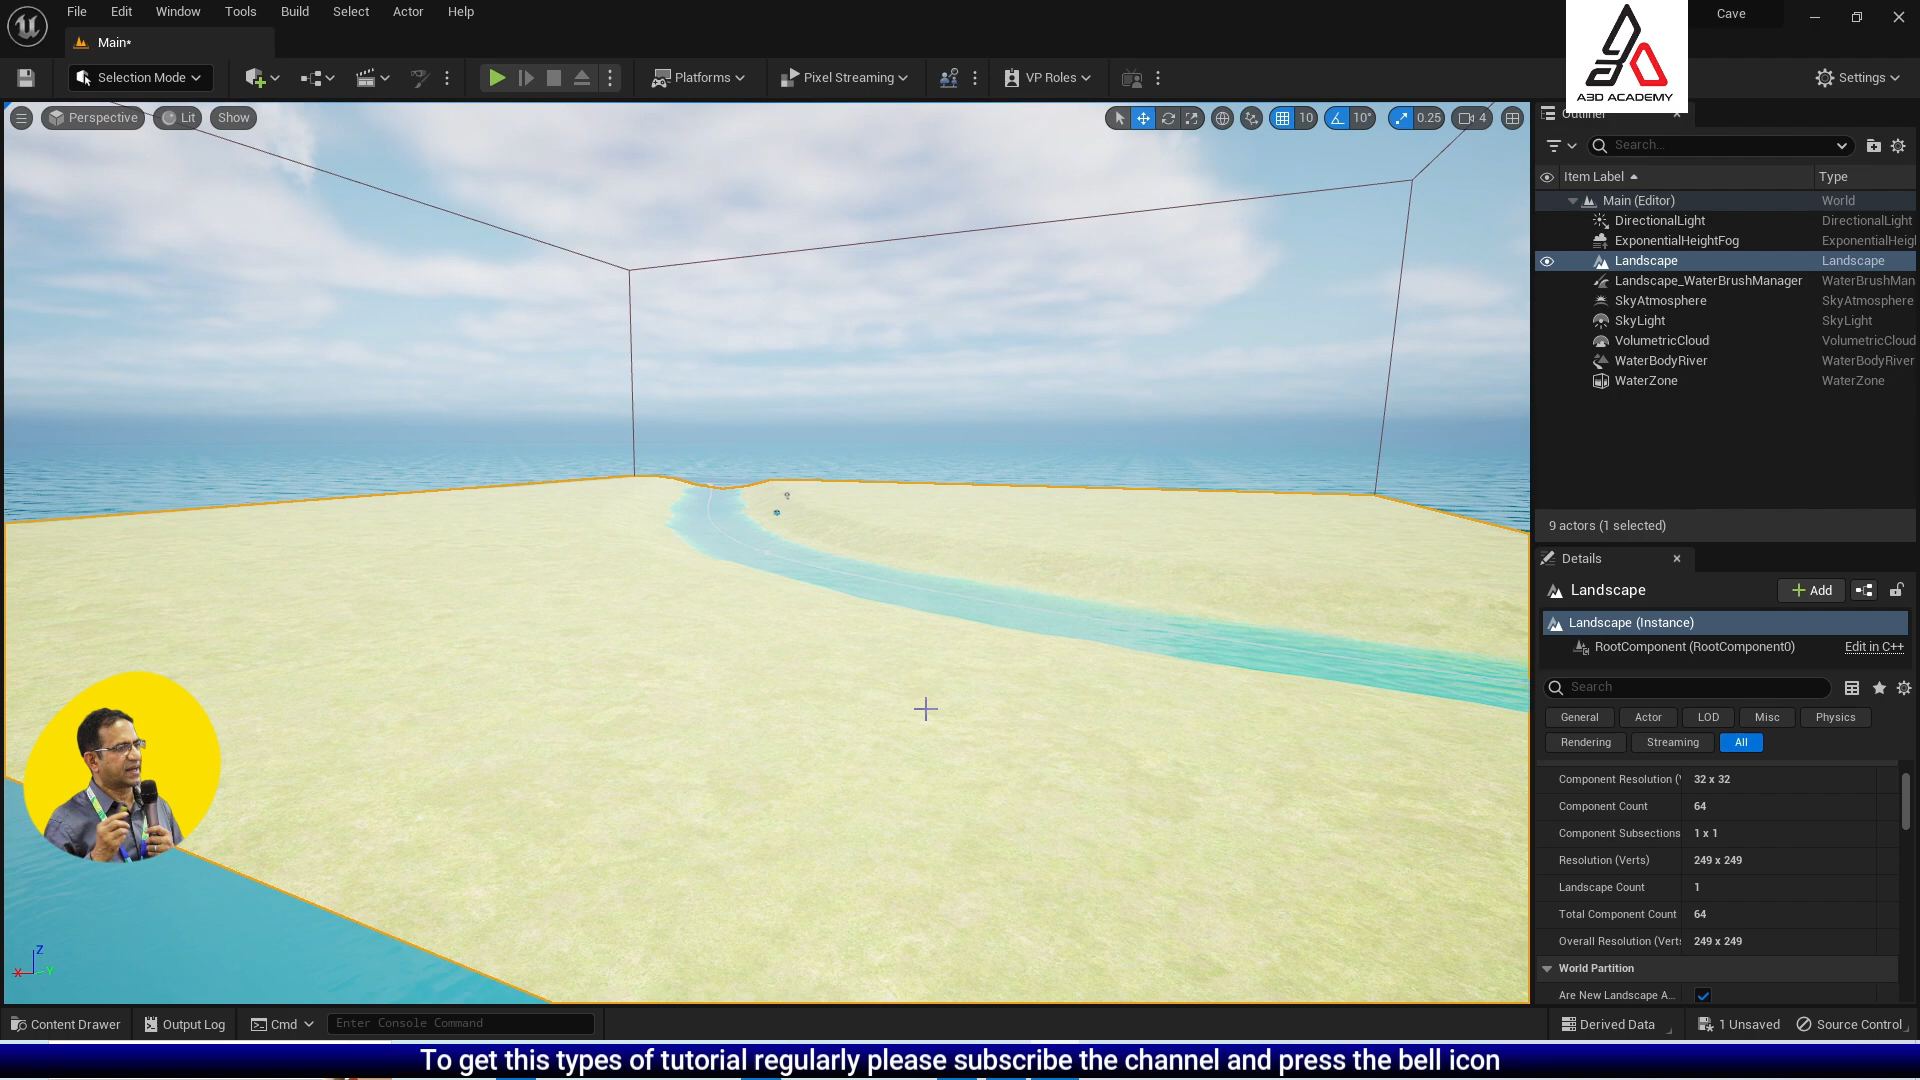 File Edit Window Tools Build Select Actor Help
Cave
Main*
A3D ACADEMY
Selection Mode
Platforms
Pixel Streaming
VP Roles
Settings
Perspective Lit Show
10 10° 0.25 4
Outliner
Search...
Item Label Type
Main (Editor) World
DirectionalLight DirectionalLight
ExponentialHeightFog ExponentialHeigh
Landscape Landscape
Landscape_WaterBrushManager WaterBrushMan
SkyAtmosphere SkyAtmosphere
SkyLight SkyLight
VolumetricCloud VolumetricCloud
WaterBodyRiver WaterBodyRiver
WaterZone WaterZone
9 actors (1 selected)
Details
Landscape
Add
Landscape (Instance)
RootComponent (RootComponent0) Edit in C++
Search
General Actor LOD Misc Physics
Rendering Streaming All
Component Resolution (V 32 x 32
Component Count 64
Component Subsections 1 x 1
Resolution (Verts) 249 x 249
Landscape Count 1
Total Component Count 64
Overall Resolution (Verts 249 x 249
World Partition
Are New Landscape A...
Z
X Y
Content Drawer Output Log Cmd Enter Console Command Derived Data 1 Unsaved Source Control
To get this types of tutorial regularly please subscribe the channel and press the bell icon